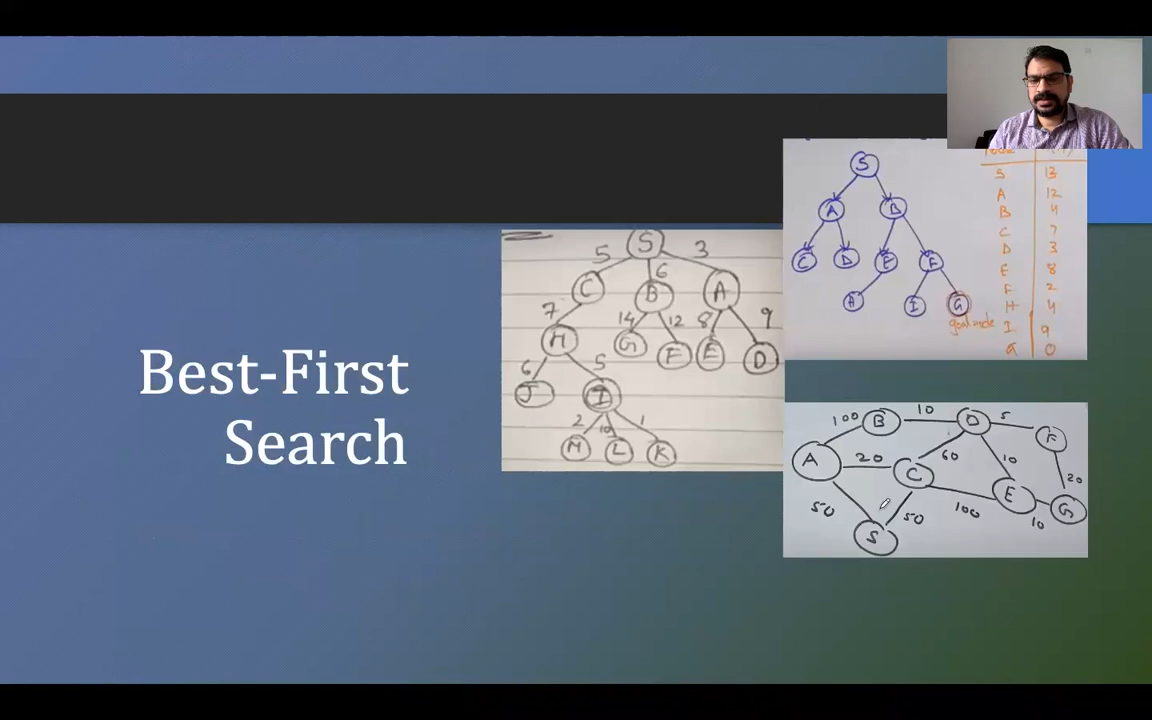 Best-First
Search
S
5
6
3
C
B
A
7
14
12
8
9
H
G
F
E
D
6
5
J
I
2
10
1
M
L
K
S
A
B
C
D
E
F
H
I
G
goal node
S 13
A 12
B 4
C 7
D 3
E 8
F 2
H 4
I 9
G 0
100
B
10
D
5
F
A
20
C
60
10
20
E
G
50
50
100
10
S